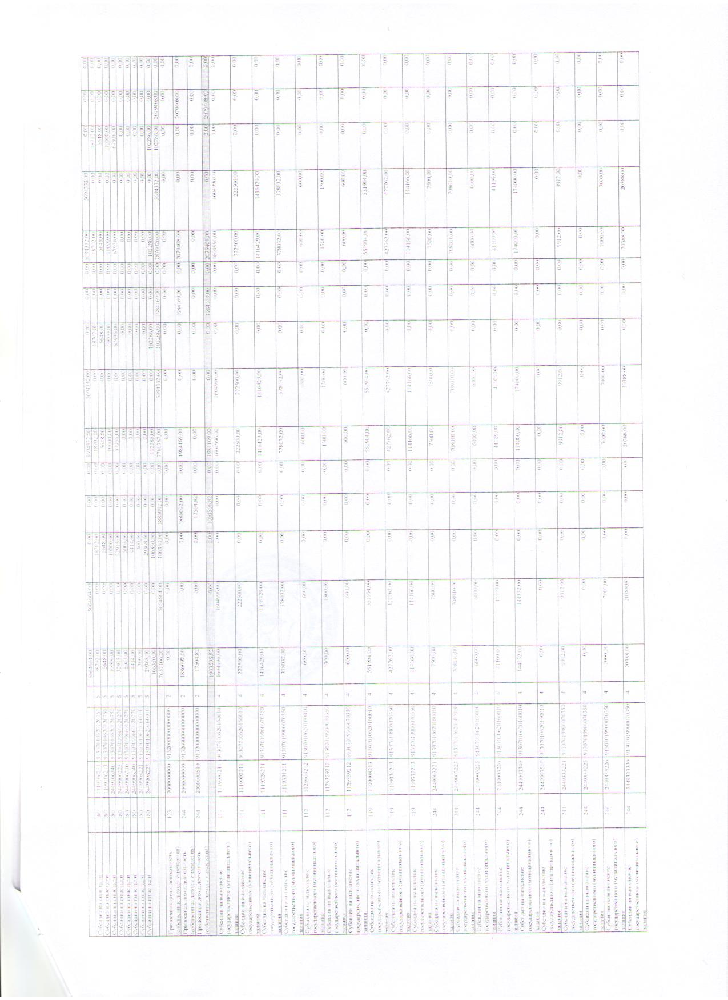 5664664,00 5664664,00 0,00 0,00 0,00 5694332,00 5694332,00 0,00 0,00 0,00 5694332,00 5694332,00 0,00 0,00 0,00
Субсидии на иные цели 180 1119106211 5 18702,00 0,00 18702,00 0,00 0,00 18702,00 0,00 18702,00 0,00 0,00 18702,00 0,00 18702,00 0,00 0,00
Субсидии на иные цели 180 1199106213 5 5648,00 0,00 5648,00 0,00 0,00 5648,00 0,00 5648,00 0,00 0,00 5648,00 0,00 5648,00 0,00 0,00
Субсидии на иные цели 180 2449106340 5 10000,00 0,00 10000,00 0,00 0,00 10000,00 0,00 10000,00 0,00 0,00 10000,00 0,00 10000,00 0,00 0,00
Субсидии на иные цели 180 2449906225 5 32915,00 0,00 32915,00 0,00 0,00 67936,00 0,00 67936,00 0,00 0,00 67936,00 0,00 67936,00 0,00 0,00
Субсидии на иные цели 180 2449906310 5 5003,00 0,00 5003,00 0,00 0,00 0,00 0,00 0,00 0,00 0,00 0,00 0,00 0,00 0,00 0,00
Субсидии на иные цели 180 2449906340 5 4414,00 0,00 4414,00 0,00 0,00 0,00 0,00 0,00 0,00 0,00 0,00 0,00 0,00 0,00 0,00
Субсидии на иные цели 180 2449908221 91307010620160010 5 300,00 0,00 300,00 0,00 0,00 0,00 0,00 0,00 0,00 0,00 0,00 0,00 0,00 0,00 0,00
Субсидии на иные цели 180 2449908223 91307010620160010 5 29368,00 0,00 29368,00 0,00 0,00 0,00 0,00 0,00 0,00 0,00 0,00 0,00 0,00 0,00 0,00
106350,00 0,00 106350,00 0,00 0,00 102286,00 0,00 102286,00 0,00 0,00 102286,00 0,00 102286,00 0,00 0,00
7657106,00 5664664,00 106350,00 1886092,00 0,00 7780787,00 5694332,00 102286,00 1984169,00 0,00 7876026,00 5694332,00 102286,00 2079408,00 0,00
Приносящая доход деятельность
(собственные доходы учреждения) 123 2000000000 91320000000000000 2 0,00 0,00 0,00 0,00 0,00 0,00 0,00 0,00 0,00 0,00 0,00 0,00 0,00 0,00 0,00
Приносящая доход деятельность
(собственные доходы учреждения) 244 2000000000 91320000000000000 2 1886092,00 0,00 0,00 1886092,00 0,00 1984169,00 0,00 0,00 1984169,00 0,00 2079408,00 0,00 0,00 2079408,00 0,00
Приносящая доход деятельность
(собственные доходы учреждения) 244 2000000510 91320000000000000 2 17504,82 0,00 0,00 17504,82 0,00 0,00 0,00 0,00 0,00 0,00 0,00 0,00 0,00 0,00 0,00
1903596,82 0,00 0,00 1903596,82 0,00 1984169,00 0,00 0,00 1984169,00 0,00 2079408,00 0,00 0,00 2079408,00 0,00
Субсидии на выполнение
государственного (муниципального)
задания 111 1119001211 91307010620160010 4 1604996,00 1604996,00 0,00 0,00 0,00 1604996,00 1604996,00 0,00 0,00 0,00 1604996,00 1604996,00 0,00 0,00 0,00
Субсидии на выполнение
государственного (муниципального)
задания 111 1119002211 91307010620160010 4 222500,00 222500,00 0,00 0,00 0,00 222500,00 222500,00 0,00 0,00 0,00 222500,00 222500,00 0,00 0,00 0,00
Субсидии на выполнение
государственного (муниципального)
задания 111 1119328211 91307019900070350 4 1416429,00 1416429,00 0,00 0,00 0,00 1416429,00 1416429,00 0,00 0,00 0,00 1416429,00 1416429,00 0,00 0,00 0,00
Субсидии на выполнение
государственного (муниципального)
задания 111 1119331211 91307019900070350 4 378032,00 378032,00 0,00 0,00 0,00 378032,00 378032,00 0,00 0,00 0,00 378032,00 378032,00 0,00 0,00 0,00
Субсидии на выполнение
государственного (муниципального)
задания 112 1129003212 91307010620160010 4 600,00 600,00 0,00 0,00 0,00 600,00 600,00 0,00 0,00 0,00 600,00 600,00 0,00 0,00 0,00
Субсидии на выполнение
государственного (муниципального)
задания 112 1129329212 91307019900070350 4 1300,00 1300,00 0,00 0,00 0,00 1300,00 1300,00 0,00 0,00 0,00 1300,00 1300,00 0,00 0,00 0,00
Субсидии на выполнение
государственного (муниципального)
задания 112 1129339212 91307019900070350 4 600,00 600,00 0,00 0,00 0,00 600,00 600,00 0,00 0,00 0,00 600,00 600,00 0,00 0,00 0,00
Субсидии на выполнение
государственного (муниципального)
задания 119 1199008213 91307010620160010 4 551904,00 551904,00 0,00 0,00 0,00 551904,00 551904,00 0,00 0,00 0,00 551904,00 551904,00 0,00 0,00 0,00
Субсидии на выполнение
государственного (муниципального)
задания 119 1199330213 91307019900070350 4 427762,00 427762,00 0,00 0,00 0,00 427762,00 427762,00 0,00 0,00 0,00 427762,00 427762,00 0,00 0,00 0,00
Субсидии на выполнение
государственного (муниципального)
задания 119 1199332213 91307019900070350 4 114166,00 114166,00 0,00 0,00 0,00 114166,00 114166,00 0,00 0,00 0,00 114166,00 114166,00 0,00 0,00 0,00
Субсидии на выполнение
государственного (муниципального)
задания 244 2449003221 91307010620160010 4 7500,00 7500,00 0,00 0,00 0,00 7500,00 7500,00 0,00 0,00 0,00 7500,00 7500,00 0,00 0,00 0,00
Субсидии на выполнение
государственного (муниципального)
задания 244 2449003223 91307010620160010 4 708010,00 708010,00 0,00 0,00 0,00 708010,00 708010,00 0,00 0,00 0,00 708010,00 708010,00 0,00 0,00 0,00
Субсидии на выполнение
государственного (муниципального)
задания 244 2449003225 91307010620160010 4 6000,00 6000,00 0,00 0,00 0,00 6000,00 6000,00 0,00 0,00 0,00 6000,00 6000,00 0,00 0,00 0,00
Субсидии на выполнение
государственного (муниципального)
задания 244 2449003226 91307010620160010 4 41109,00 41109,00 0,00 0,00 0,00 41109,00 41109,00 0,00 0,00 0,00 41109,00 41109,00 0,00 0,00 0,00
Субсидии на выполнение
государственного (муниципального)
задания 244 2449003340 91307010620160010 4 144332,00 144332,00 0,00 0,00 0,00 174000,00 174000,00 0,00 0,00 0,00 174000,00 174000,00 0,00 0,00 0,00
Субсидии на выполнение
государственного (муниципального)
задания 244 2449003510 91307010620160010 4 0,00 0,00 0,00 0,00 0,00 0,00 0,00 0,00 0,00 0,00 0,00 0,00 0,00 0,00 0,00
Субсидии на выполнение
государственного (муниципального)
задания 244 2449333221 91307019900070350 4 9912,00 9912,00 0,00 0,00 0,00 9912,00 9912,00 0,00 0,00 0,00 9912,00 9912,00 0,00 0,00 0,00
Субсидии на выполнение
государственного (муниципального)
задания 244 2449333225 91307019900070350 4 0,00 0,00 0,00 0,00 0,00 0,00 0,00 0,00 0,00 0,00 0,00 0,00 0,00 0,00 0,00
Субсидии на выполнение
государственного (муниципального)
задания 244 2449333226 91307019900070350 4 7000,00 7000,00 0,00 0,00 0,00 7000,00 7000,00 0,00 0,00 0,00 7000,00 7000,00 0,00 0,00 0,00
Субсидии на выполнение
государственного (муниципального)
задания 244 2449333340 91307019900070350 4 20388,00 20388,00 0,00 0,00 0,00 20388,00 20388,00 0,00 0,00 0,00 20388,00 20388,00 0,00 0,00 0,00